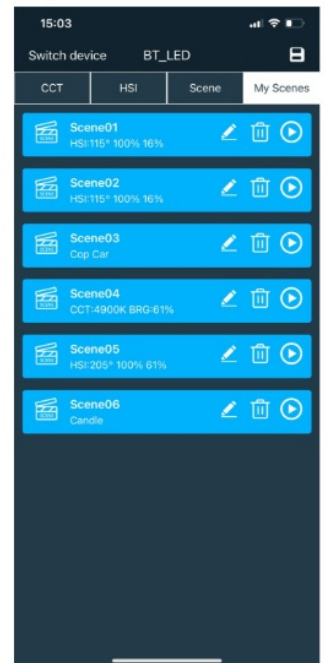 15:03
Switch device BT_LED
CCT HSI Scene My Scenes
Scene01
HSI:115° 100% 16%
Scene02
HSI:115° 100% 16%
Scene03
Cop Car
Scene04
CCT:4900K BRG:61%
Scene05
HSI:205° 100% 61%
Scene06
Candle